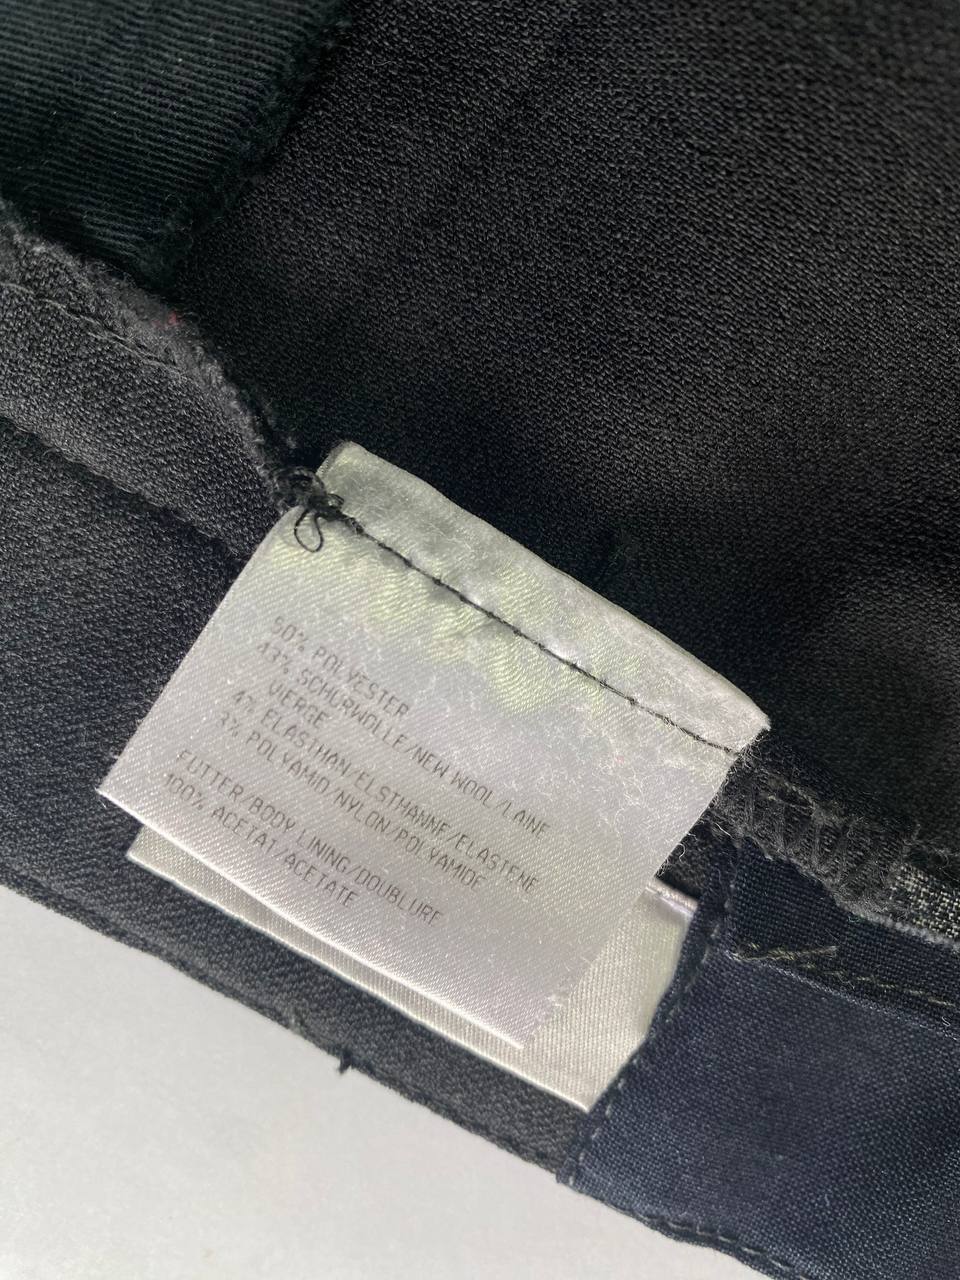 50% POLYESTER
43% SCHURWOLLE/NEW WOOL/LAINE
VIERGE
4% ELASTHAN/ELSTHANNE/ELASTENE
3% POLYAMID/NYLON/POLYAMIDE
FUTTER/BODY LINING/DOUBLURE
100% ACETAT/ACETATE